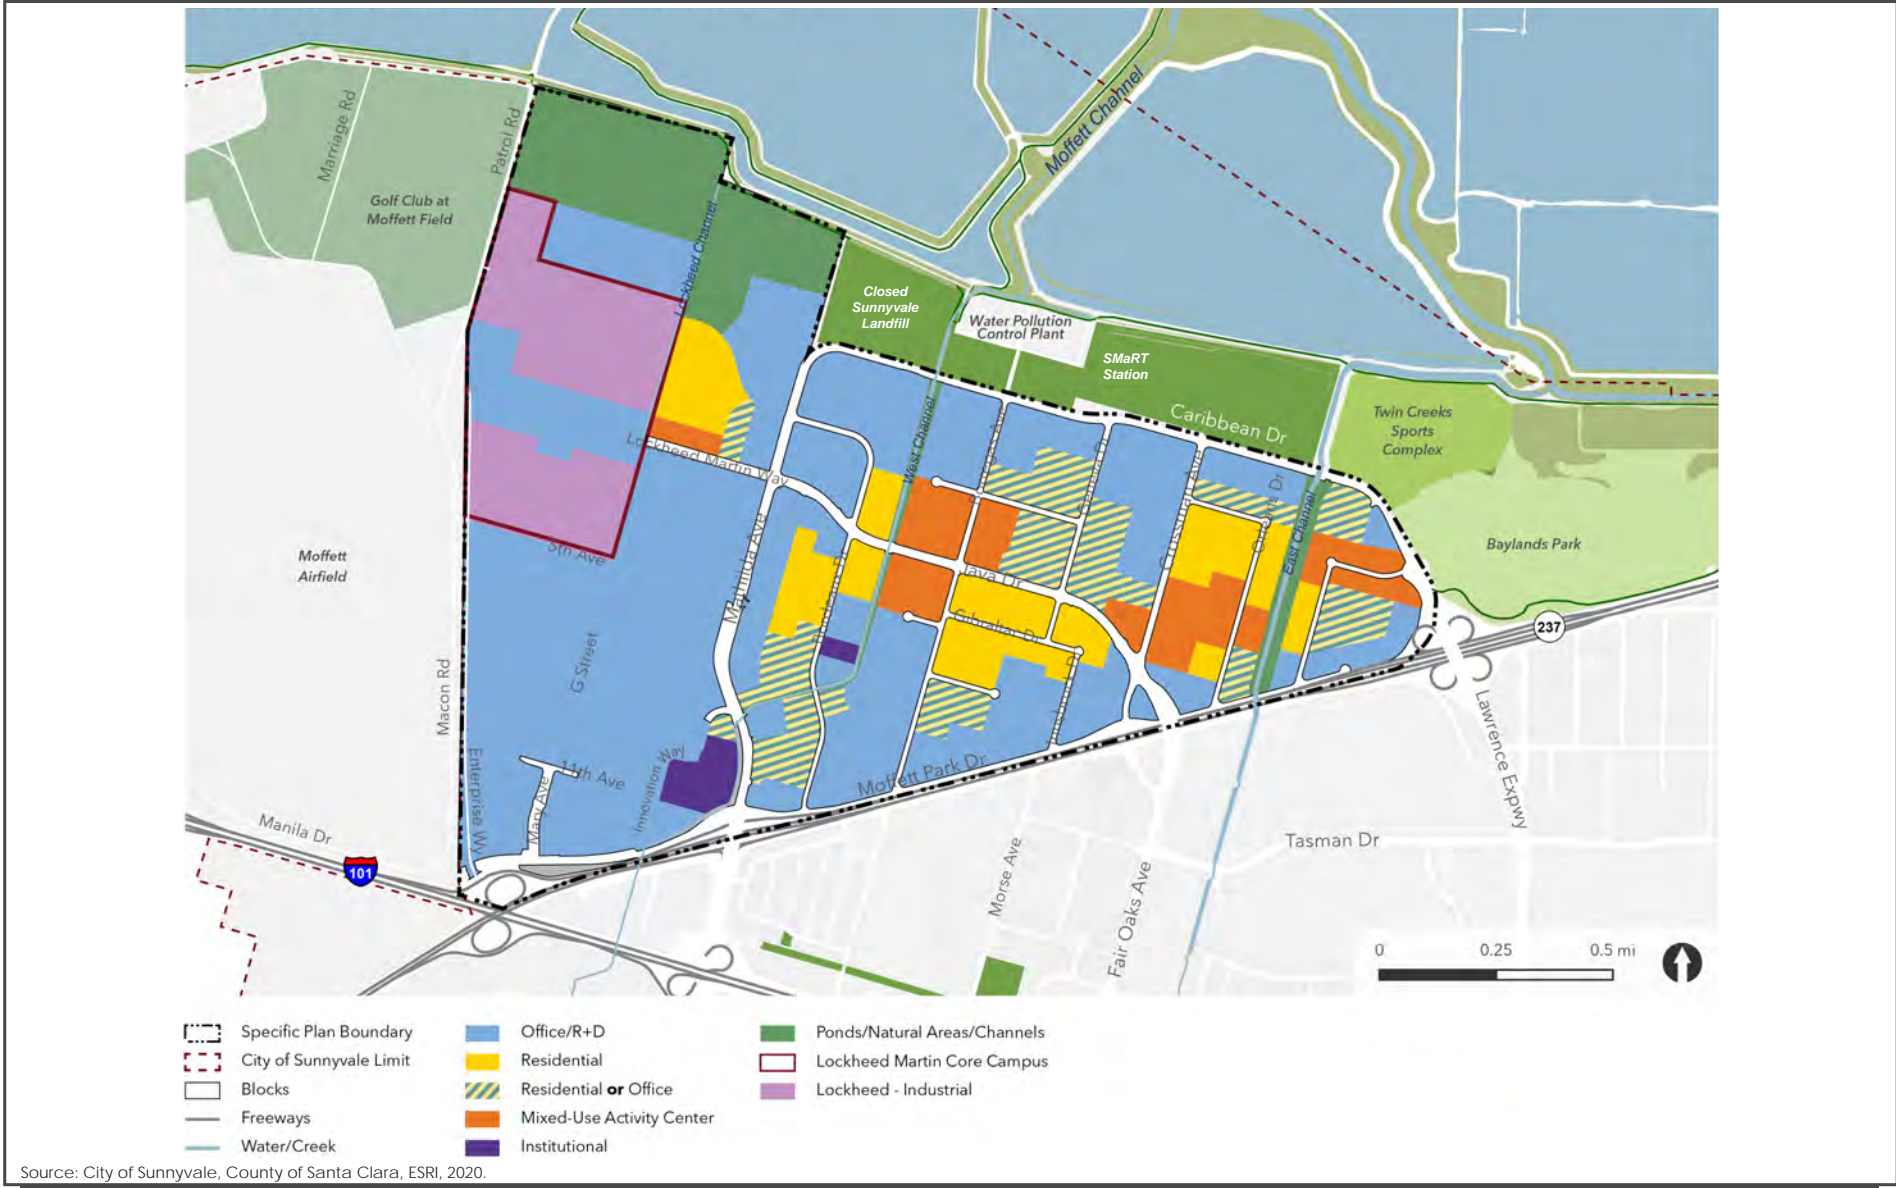 Moffett Channel
Marriage Rd
Patrol Rd
Golf Club at
Moffett Field
Lockheed Channel
Closed
Sunnyvale
Landfill
Water Pollution
Control Plant
SMaRT
Station
Caribbean Dr
Twin Creeks
Sports
Complex
West Channel
Lockheed Martin Way
Crossman Ave
East Channel
Baylands Park
Moffett
Airfield
5th Ave
Mathilda Ave
Java Dr
Gibraltar Dr
237
G Street
Macon Rd
Lawrence Expwy
Enterprise Wy
11th Ave
Innovation Way
Mary Ave
Moffett Park Dr
Manila Dr
101
Tasman Dr
Morse Ave
Fair Oaks Ave
0 0.25 0.5 mi
Specific Plan Boundary
City of Sunnyvale Limit
Blocks
Freeways
Water/Creek
Office/R+D
Residential
Residential or Office
Mixed-Use Activity Center
Institutional
Ponds/Natural Areas/Channels
Lockheed Martin Core Campus
Lockheed - Industrial
Source: City of Sunnyvale, County of Santa Clara, ESRI, 2020.